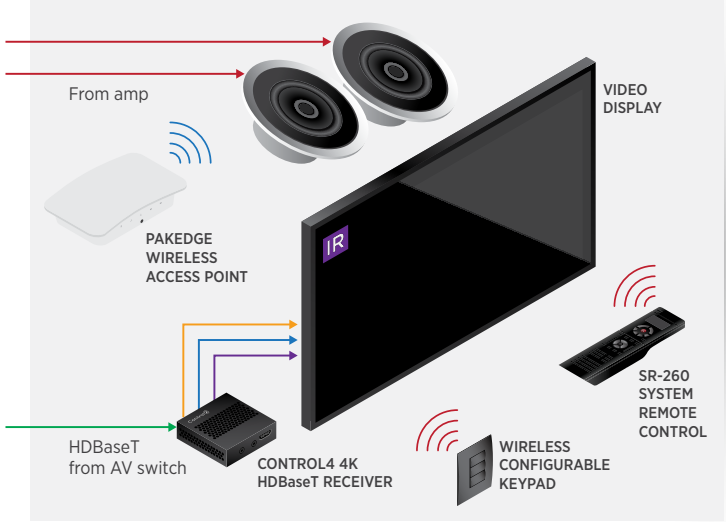 From amp
VIDEO
DISPLAY
PAKEDGE
WIRELESS
ACCESS POINT
IR
SR-260
SYSTEM
REMOTE
CONTROL
Control4
HDBaseT
from AV switch
CONTROL4 4K
HDBaseT RECEIVER
WIRELESS
CONFIGURABLE
KEYPAD